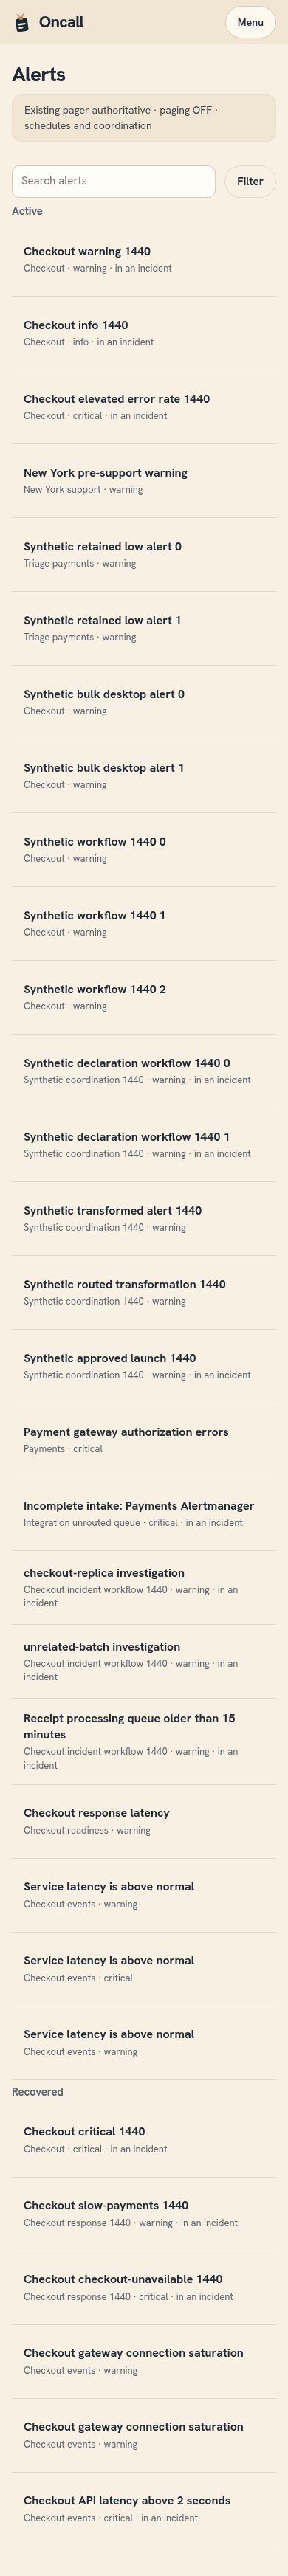 Oncall
Menu
Alerts
Existing pager authoritative · paging OFF ·
schedules and coordination
Search alerts
Filter
Active
Checkout warning 1440
Checkout · warning · in an incident
Checkout info 1440
Checkout · info · in an incident
Checkout elevated error rate 1440
Checkout · critical · in an incident
New York pre-support warning
New York support · warning
Synthetic retained low alert 0
Triage payments · warning
Synthetic retained low alert 1
Triage payments · warning
Synthetic bulk desktop alert 0
Checkout · warning
Synthetic bulk desktop alert 1
Checkout · warning
Synthetic workflow 1440 0
Checkout · warning
Synthetic workflow 1440 1
Checkout · warning
Synthetic workflow 1440 2
Checkout · warning
Synthetic declaration workflow 1440 0
Synthetic coordination 1440 · warning · in an incident
Synthetic declaration workflow 1440 1
Synthetic coordination 1440 · warning · in an incident
Synthetic transformed alert 1440
Synthetic coordination 1440 · warning
Synthetic routed transformation 1440
Synthetic coordination 1440 · warning
Synthetic approved launch 1440
Synthetic coordination 1440 · warning · in an incident
Payment gateway authorization errors
Payments · critical
Incomplete intake: Payments Alertmanager
Integration unrouted queue · critical · in an incident
checkout-replica investigation
Checkout incident workflow 1440 · warning · in an
incident
unrelated-batch investigation
Checkout incident workflow 1440 · warning · in an
incident
Receipt processing queue older than 15
minutes
Checkout incident workflow 1440 · warning · in an
incident
Checkout response latency
Checkout readiness · warning
Service latency is above normal
Checkout events · warning
Service latency is above normal
Checkout events · critical
Service latency is above normal
Checkout events · warning
Recovered
Checkout critical 1440
Checkout · critical · in an incident
Checkout slow-payments 1440
Checkout response 1440 · warning · in an incident
Checkout checkout-unavailable 1440
Checkout response 1440 · critical · in an incident
Checkout gateway connection saturation
Checkout events · warning
Checkout gateway connection saturation
Checkout events · warning
Checkout API latency above 2 seconds
Checkout events · critical · in an incident